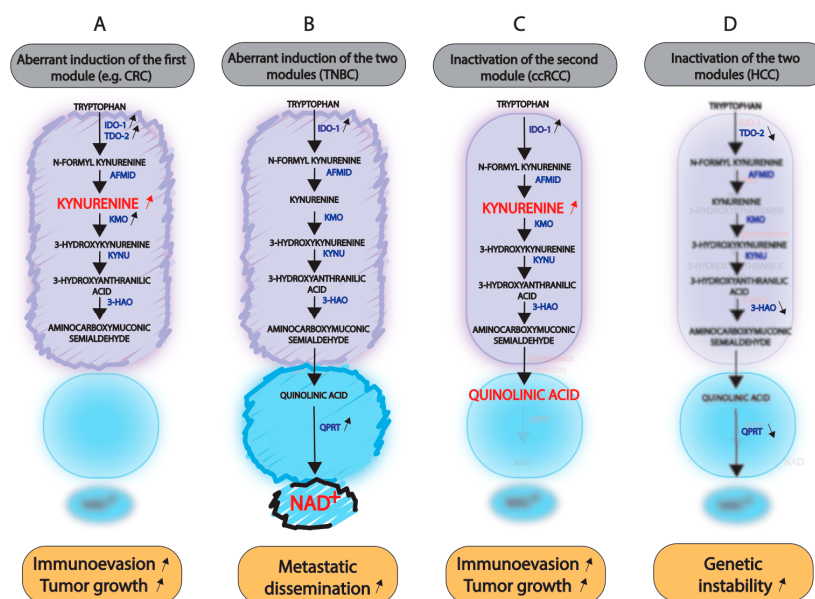 A
Aberrant induction of the first
module (e.g. CRC)
TRYPTOPHAN
IDO-1
TDO-2
N-FORMYL KYNURENINE
AFMID
KYNURENINE
KMO
3-HYDROXYKYNURENINE
KYNU
3-HYDROXYANTHRANILIC
ACID
3-HAO
AMINOCARBOXYMUCONIC
SEMIALDEHYDE
Immunoevasion
Tumor growth
B
Aberrant induction of the two
modules (TNBC)
TRYPTOPHAN
IDO-1
N-FORMYL KYNURENINE
AFMID
KYNURENINE
KMO
3-HYDROXYKYNURENINE
KYNU
3-HYDROXYANTHRANILIC
ACID
3-HAO
AMINOCARBOXYMUCONIC
SEMIALDEHYDE
QUINOLINIC ACID
QPRT
NAD+
Metastatic
dissemination
C
Inactivation of the second
module (ccRCC)
TRYPTOPHAN
IDO-1
N-FORMYL KYNURENINE
AFMID
KYNURENINE
KMO
3-HYDROXYKYNURENINE
KYNU
3-HYDROXYANTHRANILIC
ACID
3-HAO
AMINOCARBOXYMUCONIC
SEMIALDEHYDE
QUINOLINIC ACID
NAD
Immunoevasion
Tumor growth
D
Inactivation of the two
modules (HCC)
TRYPTOPHAN
IDO-1
TDO-2
N-FORMYL KYNURENINE
AFMID
KYNURENINE
3-HYDROXYKYNURENINE
KMO
3-HYDROXYKYNURENINE
KYNU
3-HYDROXYANTHRANILIC
ACID
3-HAO
AMINOCARBOXYMUCONIC
SEMIALDEHYDE
QUINOLINIC ACID
QPRT
NAD
Genetic
instability